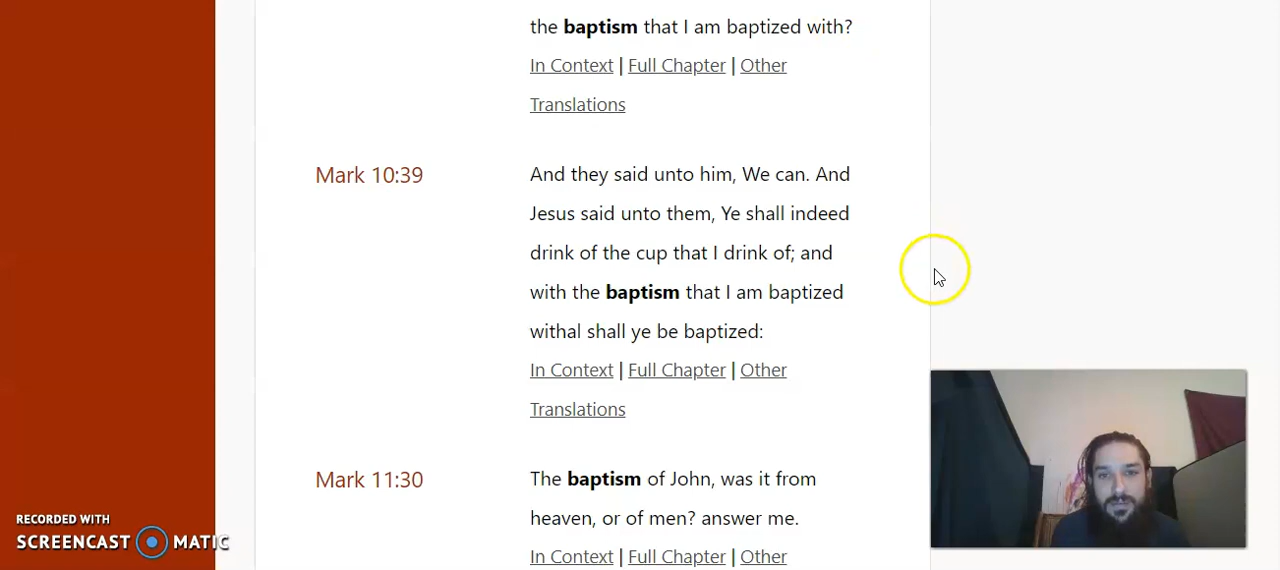 the baptism that I am baptized with?
In Context | Full Chapter | Other
Translations
Mark 10:39
And they said unto him, We can. And
Jesus said unto them, Ye shall indeed
drink of the cup that I drink of; and
with the baptism that I am baptized
withal shall ye be baptized:
In Context | Full Chapter | Other
Translations
Mark 11:30
The baptism of John, was it from
heaven, or of men? answer me.
In Context | Full Chapter | Other
RECORDED WITH
SCREENCAST MATIC